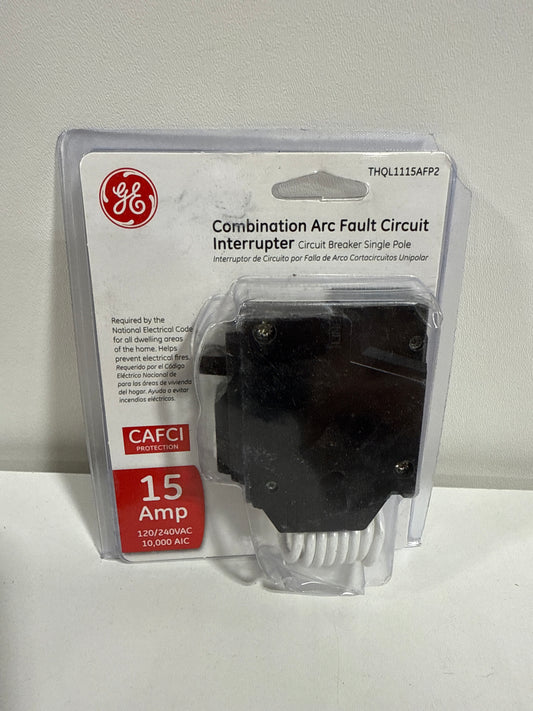 GE
THQL1115AFP2
Combination Arc Fault Circuit
Interrupter Circuit Breaker Single Pole
Interruptor de Circuito por Falla de Arco Cortacircuitos Unipolar
Required by the
National Electrical Code
for all dwelling areas
of the home. Helps
prevent electrical fires.
Requerido por el Código
Eléctrico Nacional de
para las áreas de vivienda
del hogar. Ayuda a evitar
incendios eléctricos.
CAFCI
PROTECTION
15
Amp
120/240VAC
10,000 AIC